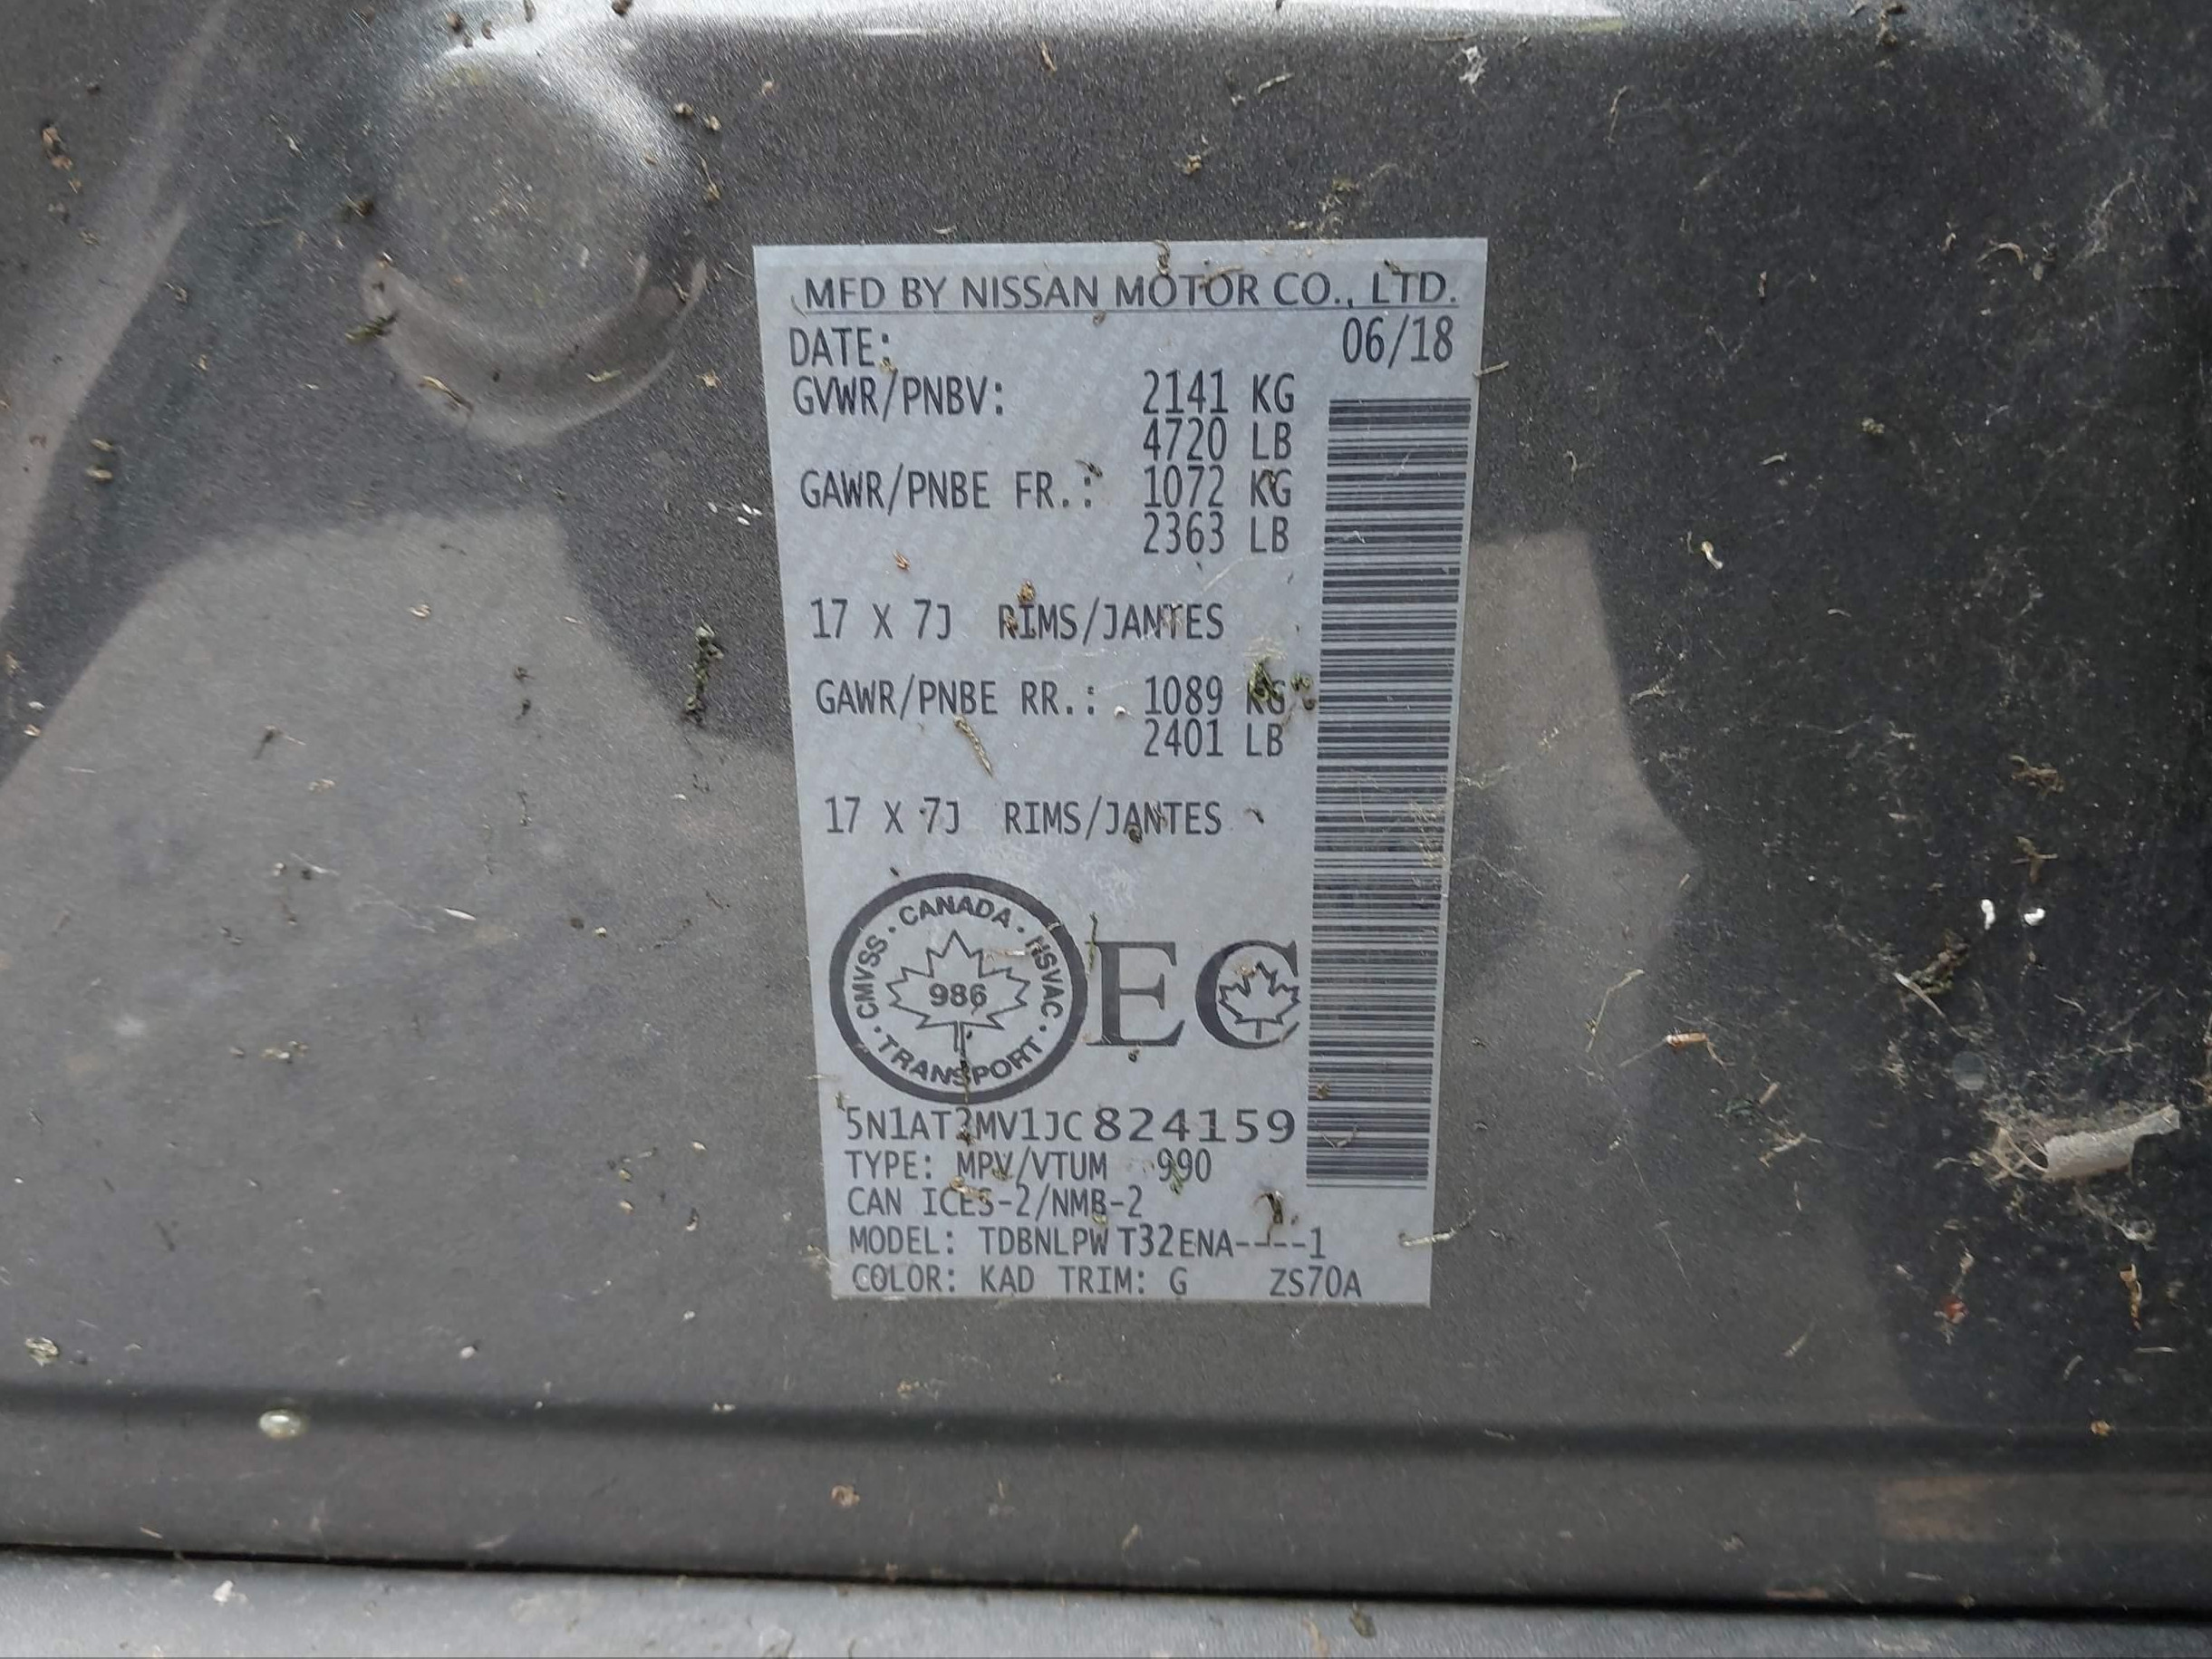 MFD BY NISSAN MOTOR CO., LTD.
DATE: 06/18
GVWR/PNBV: 2141 KG
4720 LB
GAWR/PNBE FR.: 1072 KG
2363 LB
17 X 7J RIMS/JANTES
GAWR/PNBE RR.: 1089 KG
2401 LB
17 X 7J RIMS/JANTES
CANADA · NSVAC · TRANSPORT · CMVSS ·
986
EC
5N1AT2MV1JC824159
TYPE: MPV/VTUM 990
CAN ICES-2/NMB-2
MODEL: TDBNLPW T32ENA----1
COLOR: KAD TRIM: G ZS70A